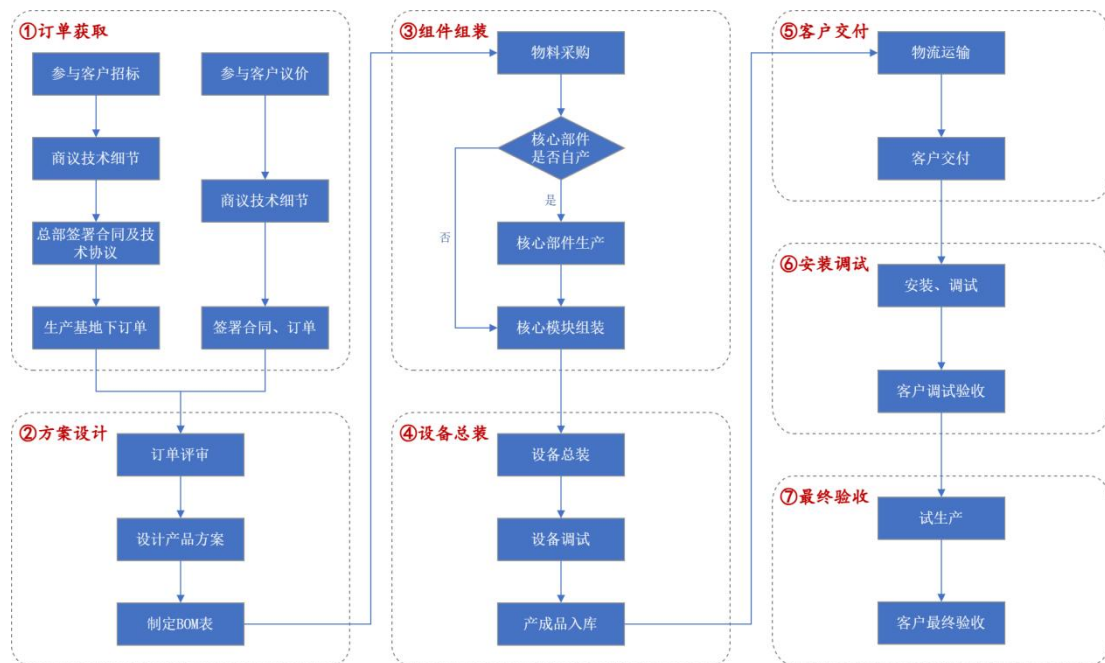 ①订单获取
参与客户招标
参与客户议价
商议技术细节
商议技术细节
总部签署合同及技
术协议
生产基地下订单
签署合同、订单
②方案设计
订单评审
设计产品方案
制定BOM表
③组件组装
物料采购
核心部件
是否自产
是
否
核心部件生产
核心模块组装
④设备总装
设备总装
设备调试
产成品入库
⑤客户交付
物流运输
客户交付
⑥安装调试
安装、调试
客户调试验收
⑦最终验收
试生产
客户最终验收